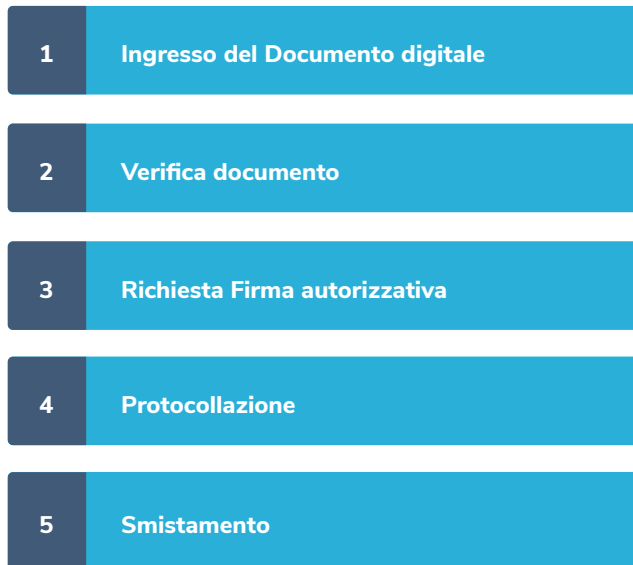 1 Ingresso del Documento digitale
2 Verifica documento
3 Richiesta Firma autorizzativa
4 Protocollazione
5 Smistamento